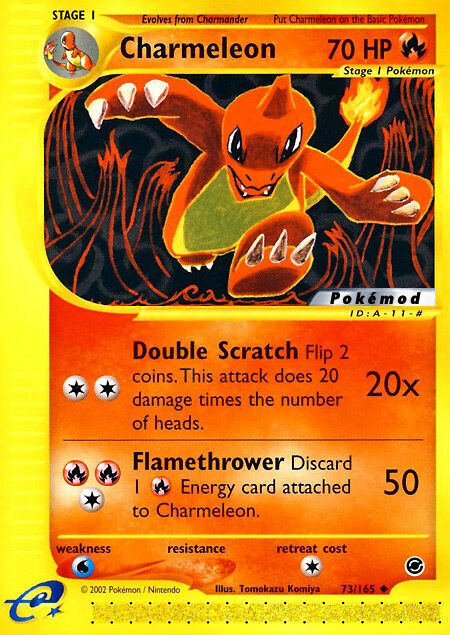 STAGE 1 Evolves from Charmander Put Charmeleon on the Basic Pokémon
Charmeleon 70 HP
Stage 1 Pokémon
Pokémod
ID:A-11-#
Double Scratch Flip 2
coins. This attack does 20
damage times the number
of heads.
20x
Flamethrower Discard
1 Energy card attached
to Charmeleon.
50
weakness resistance retreat cost
© 2002 Pokémon / Nintendo Illus. Tomokazu Komiya 73/165
e